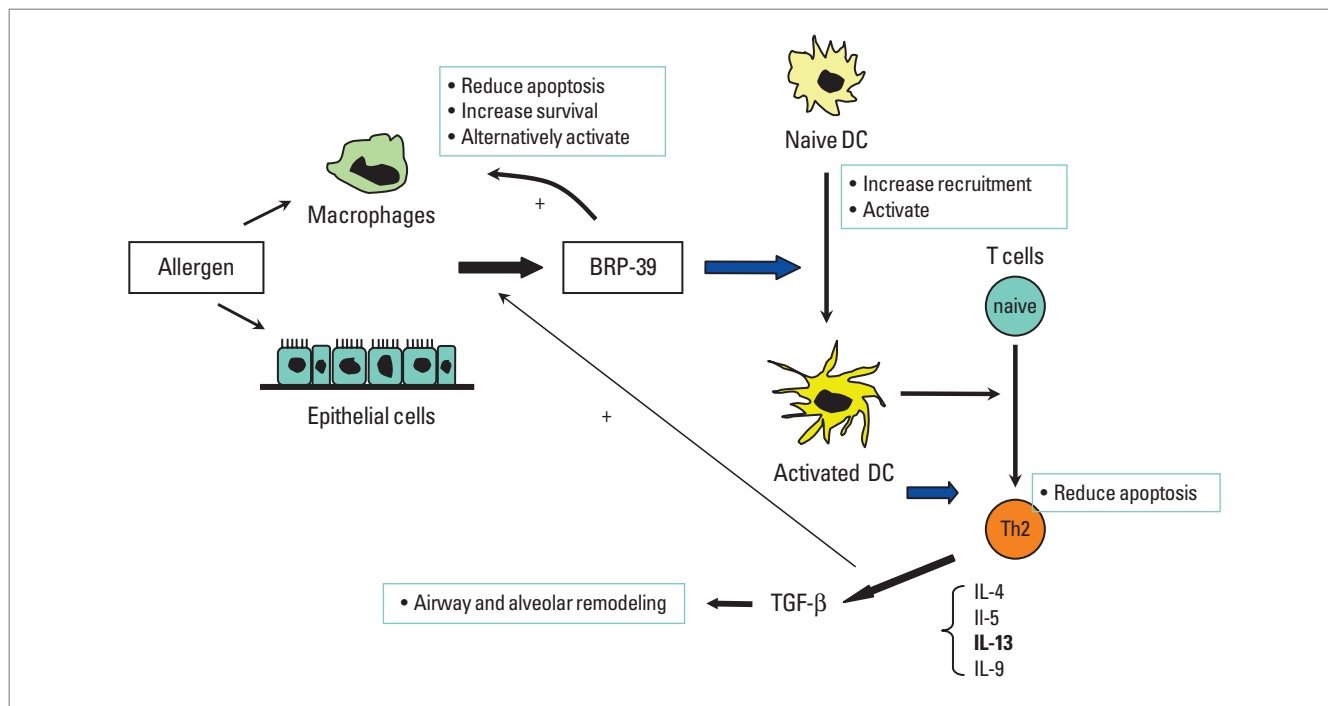 • Reduce apoptosis
• Increase survival
• Alternatively activate
Naive DC
Macrophages
• Increase recruitment
• Activate
+
Allergen
BRP-39
T cells
naive
Epithelial cells
+
Activated DC
• Reduce apoptosis
Th2
• Airway and alveolar remodeling
TGF-β
IL-4
Il-5
IL-13
IL-9